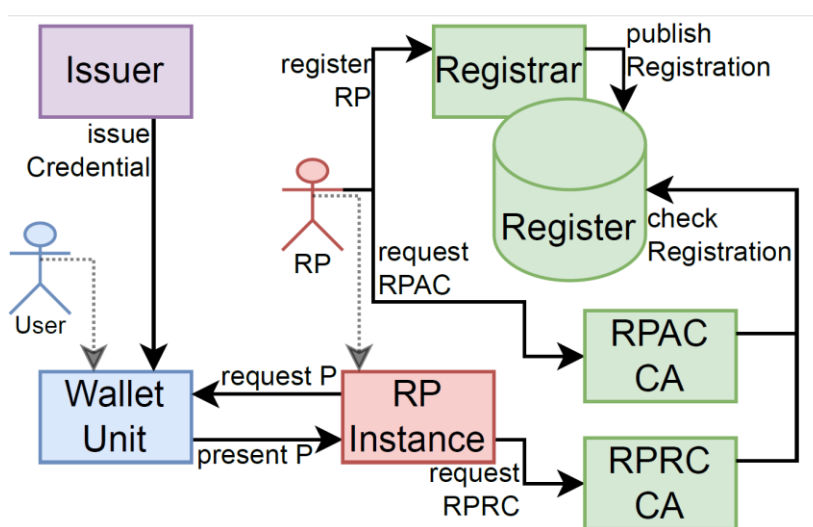 Issuer
issue
Credential
User
Wallet
Unit
request P
present P
RP
Instance
RP
register
RP
Registrar
publish
Registration
Register
check
Registration
request
RPAC
RPAC
CA
request
RPRC
RPRC
CA